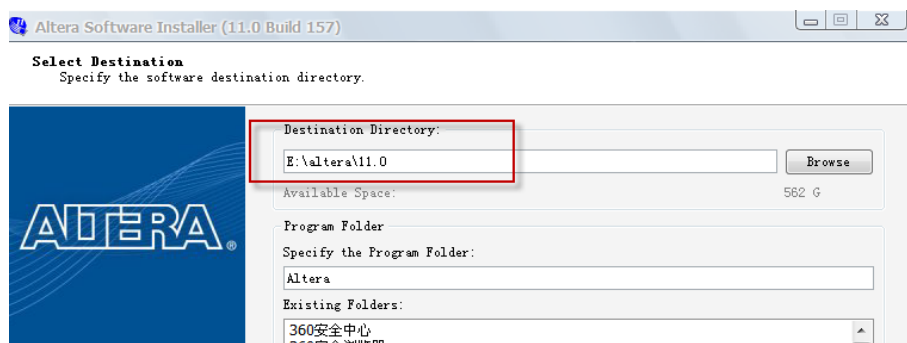 Altera Software Installer (11.0 Build 157)
Select Destination
Specify the software destination directory.
Destination Directory:
E:\altera\11.0
Browse
Available Space:
562 G
ALTERA®
Program Folder
Specify the Program Folder:
Altera
Existing Folders:
360安全中心